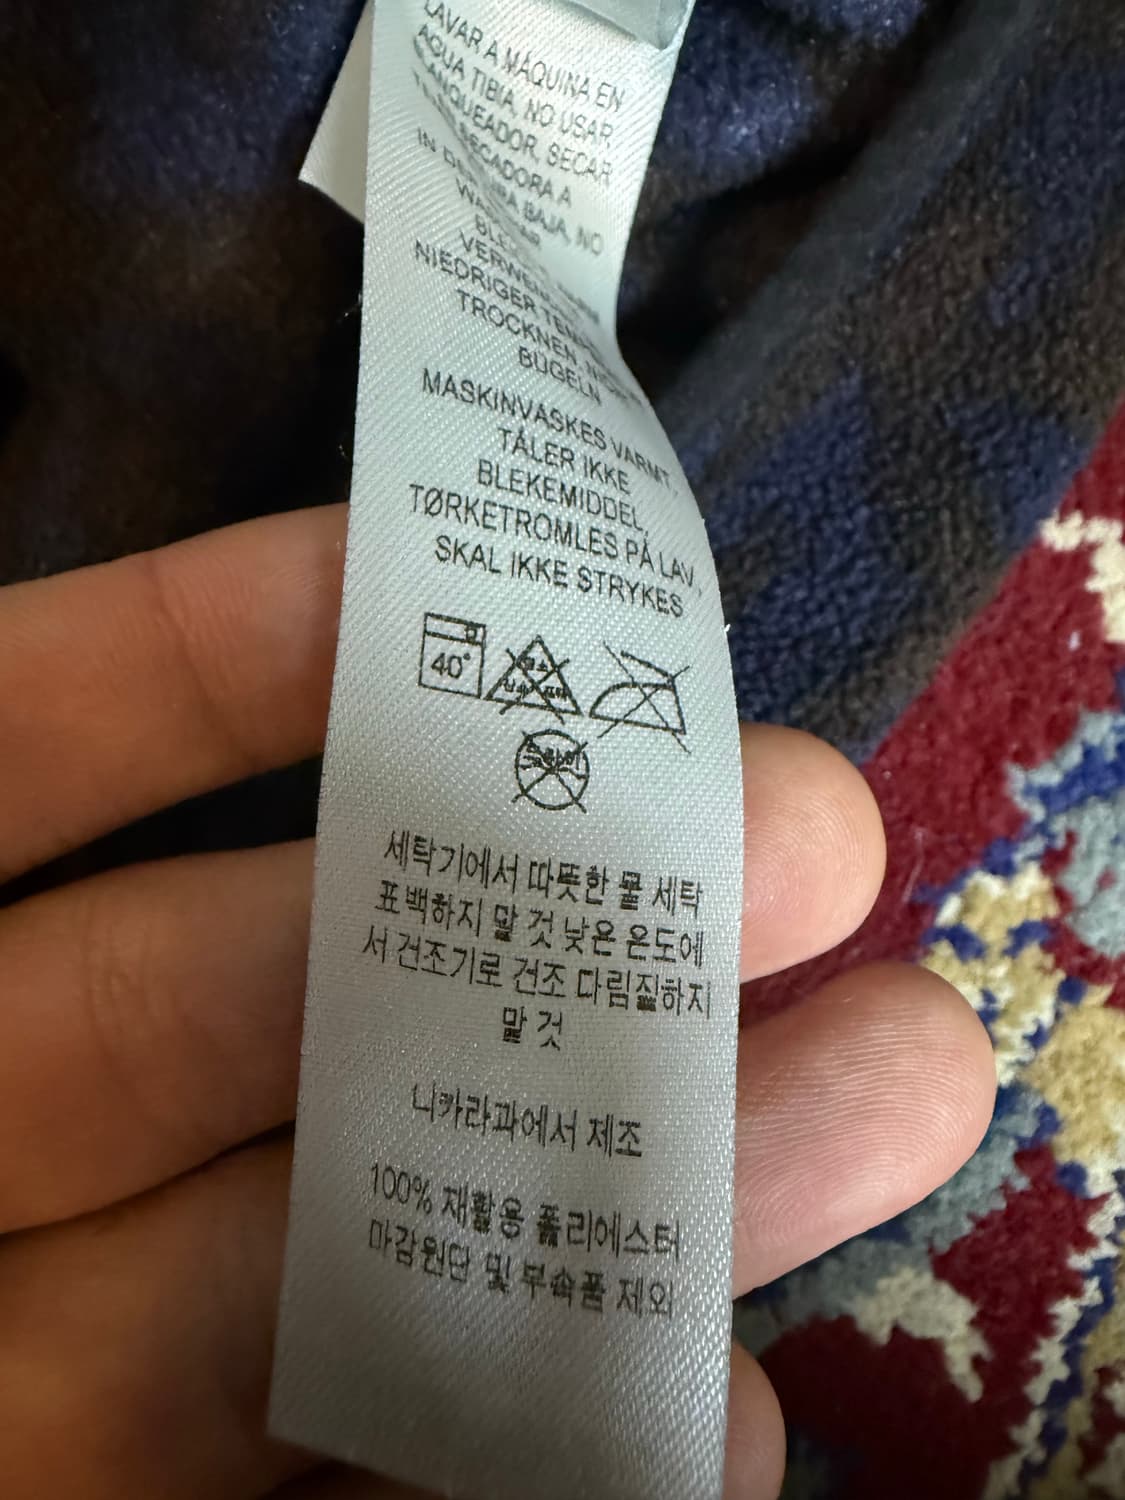 LAVAR A MÁQUINA EN
AGUA TIBIA, NO USAR
BLANQUEADOR, SECAR
SECADORA A
BAJA, NO
IN
VERWENDEN
NIEDRIGER
TROCKNEN, NICHT
BÜGELN
MASKINVASKES VARMT,
TÅLER IKKE
BLEKEMIDDEL,
TØRKETROMLES PÅ LAV,
SKAL IKKE STRYKES
40°
세탁기에서 따뜻한 물 세탁
표백하지 말 것 낮은 온도에
서 건조기로 건조 다림질하지
말 것
니카라과에서 제조
100% 재활용 폴리에스터
마감원단 및 부속품 제외